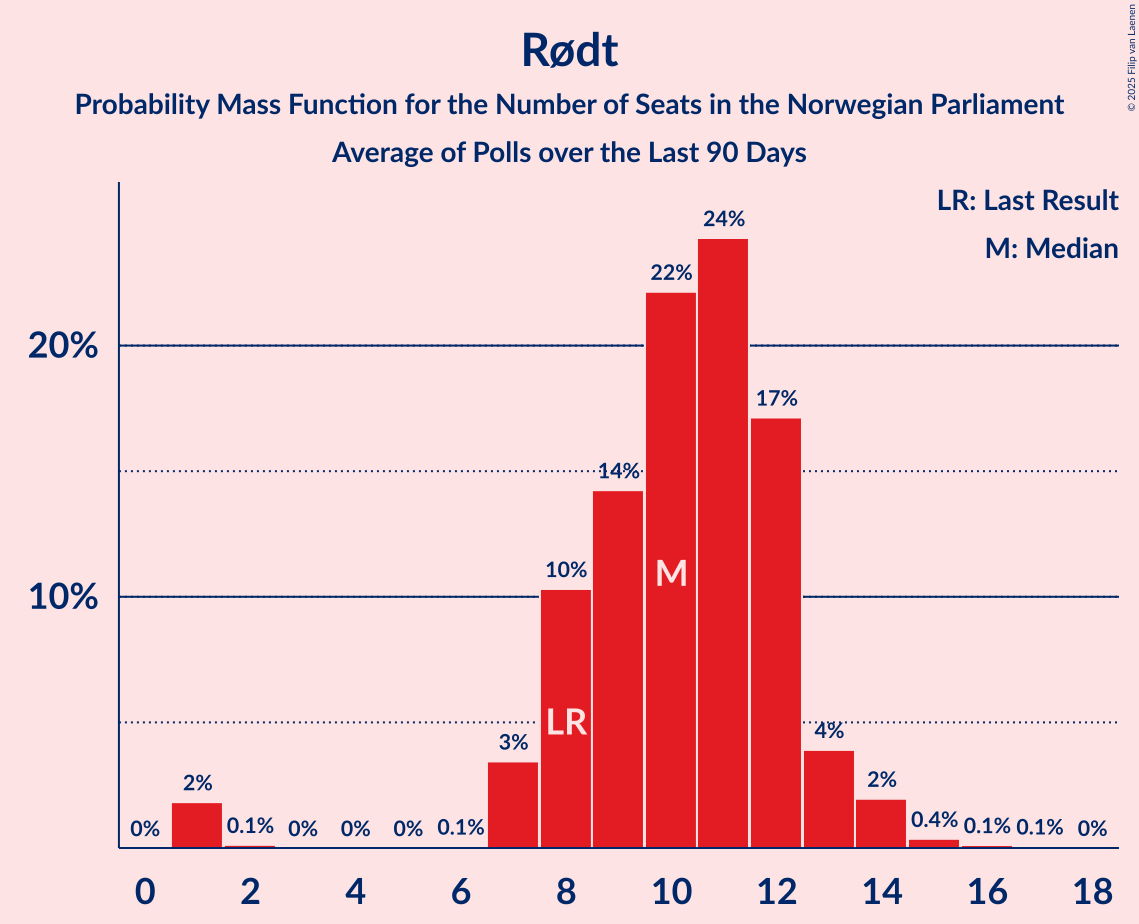 Rødt
Probability Mass Function for the Number of Seats in the Norwegian Parliament
Average of Polls over the Last 90 Days
© 2025 Filip van Laenen
LR: Last Result
M: Median
20%
10%
0%
2%
0.1%
0%
0%
0%
0.1%
3%
10%
14%
22%
24%
17%
4%
2%
0.4%
0.1%
0.1%
0%
LR
M
0 2 4 6 8 10 12 14 16 18